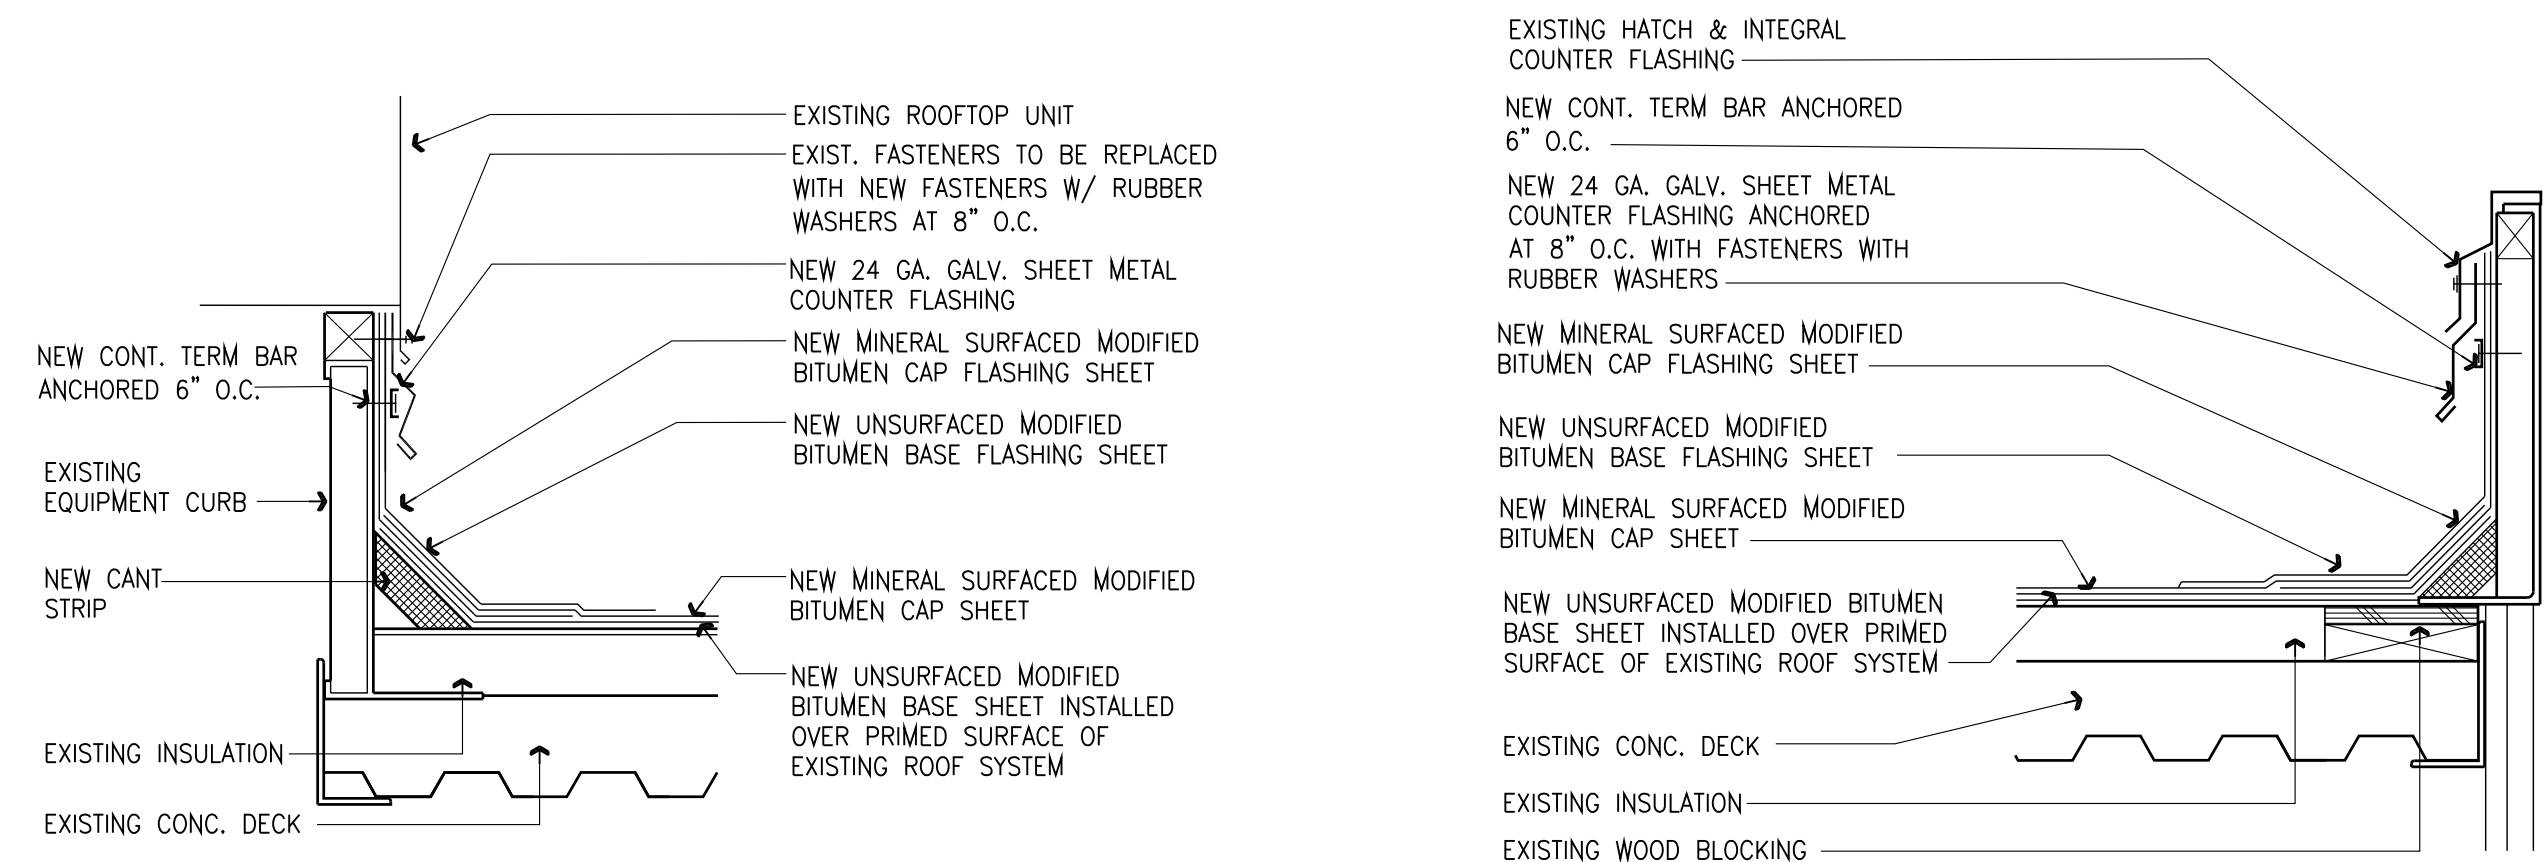 EXISTING ROOFTOP UNIT
EXIST. FASTENERS TO BE REPLACED
WITH NEW FASTENERS W/ RUBBER
WASHERS AT 8" O.C.
NEW 24 GA. GALV. SHEET METAL
COUNTER FLASHING
NEW MINERAL SURFACED MODIFIED
BITUMEN CAP FLASHING SHEET
NEW UNSURFACED MODIFIED
BITUMEN BASE FLASHING SHEET
NEW MINERAL SURFACED MODIFIED
BITUMEN CAP SHEET
NEW UNSURFACED MODIFIED
BITUMEN BASE SHEET INSTALLED
OVER PRIMED SURFACE OF
EXISTING ROOF SYSTEM
NEW CONT. TERM BAR
ANCHORED 6" O.C.
EXISTING
EQUIPMENT CURB
NEW CANT
STRIP
EXISTING INSULATION
EXISTING CONC. DECK
EXISTING HATCH & INTEGRAL
COUNTER FLASHING
NEW CONT. TERM BAR ANCHORED
6" O.C.
NEW 24 GA. GALV. SHEET METAL
COUNTER FLASHING ANCHORED
AT 8" O.C. WITH FASTENERS WITH
RUBBER WASHERS
NEW MINERAL SURFACED MODIFIED
BITUMEN CAP FLASHING SHEET
NEW UNSURFACED MODIFIED
BITUMEN BASE FLASHING SHEET
NEW MINERAL SURFACED MODIFIED
BITUMEN CAP SHEET
NEW UNSURFACED MODIFIED BITUMEN
BASE SHEET INSTALLED OVER PRIMED
SURFACE OF EXISTING ROOF SYSTEM
EXISTING CONC. DECK
EXISTING INSULATION
EXISTING WOOD BLOCKING